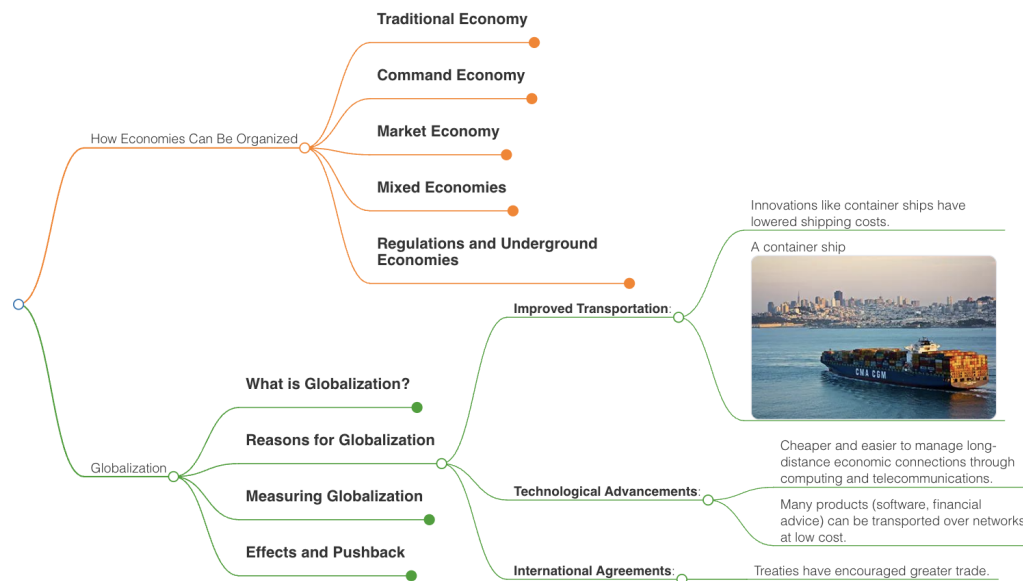 Traditional Economy
Command Economy
How Economies Can Be Organized
Market Economy
Mixed Economies
Regulations and Underground
Economies
Globalization
What is Globalization?
Reasons for Globalization
Improved Transportation:
Innovations like container ships have
lowered shipping costs.
A container ship
CMA CGM
Technological Advancements:
Cheaper and easier to manage long-
distance economic connections through
computing and telecommunications.
Many products (software, financial
advice) can be transported over networks
at low cost.
International Agreements:
Treaties have encouraged greater trade.
Measuring Globalization
Effects and Pushback